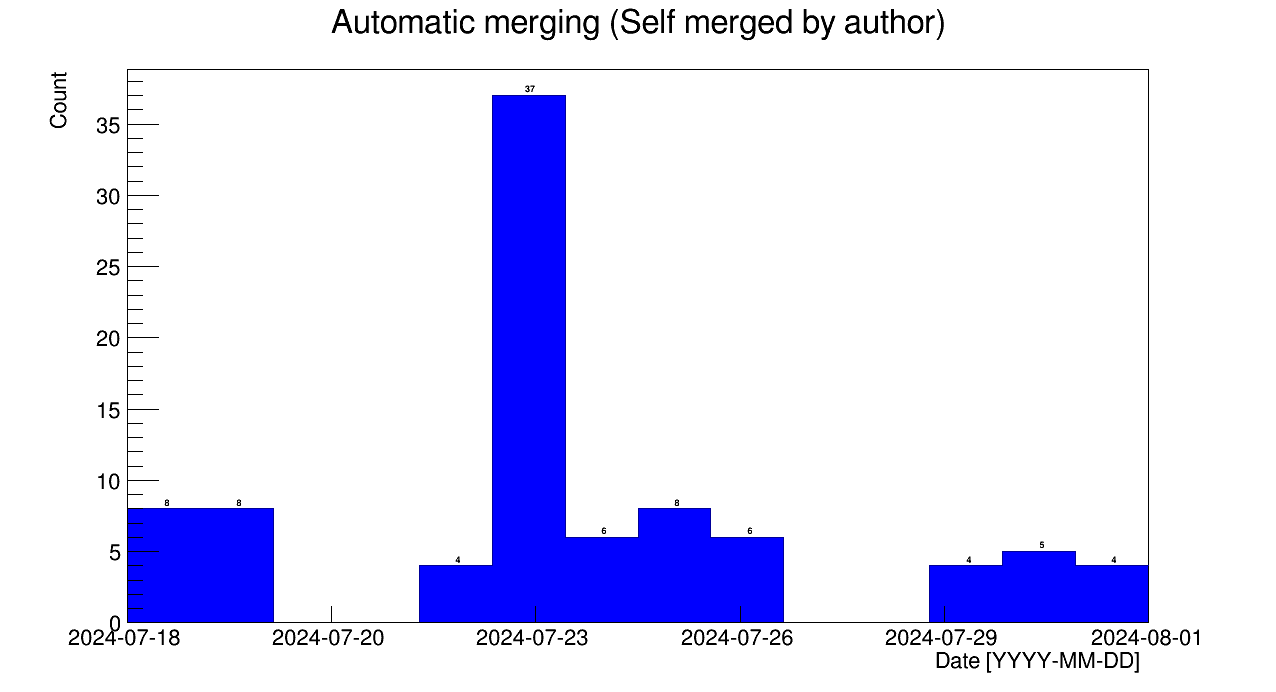 Automatic merging (Self merged by author)
Count
35
30
25
20
15
10
5
0
37
8 8 4 6 8 6 4 5 4
2024-07-18 2024-07-20 2024-07-23 2024-07-26 2024-07-29 2024-08-01
Date [YYYY-MM-DD]